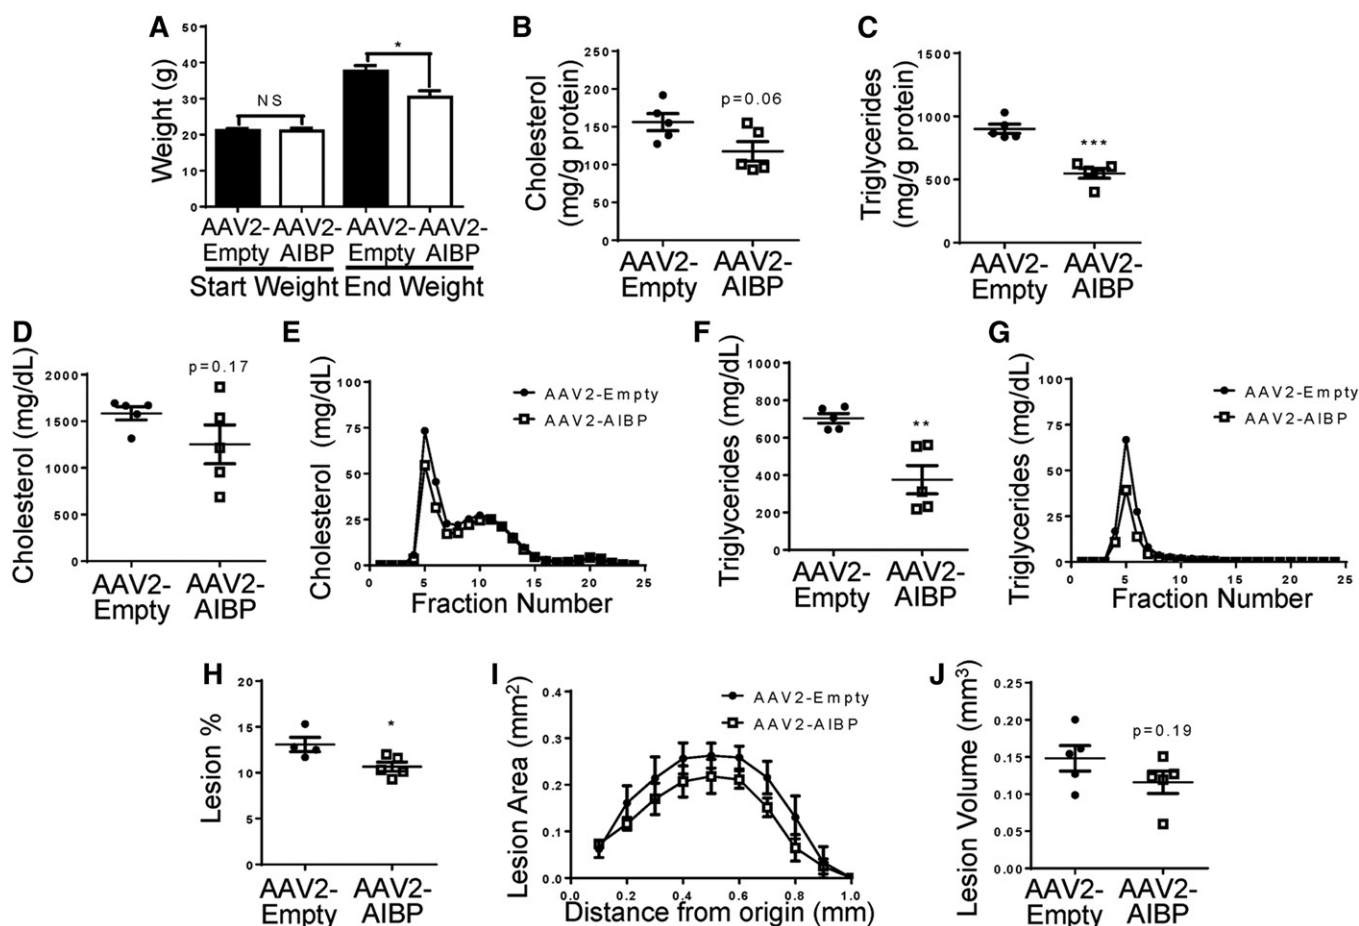 A
Weight (g)
50
40
30
20
10
0
NS
*
AAV2-
Empty
AAV2-
AIBP
AAV2-
Empty
AAV2-
AIBP
Start Weight
End Weight
B
Cholesterol
(mg/g protein)
250
200
150
100
50
0
p=0.06
AAV2-
Empty
AAV2-
AIBP
C
Triglycerides
(mg/g protein)
1500
1000
500
0
***
AAV2-
Empty
AAV2-
AIBP
D
Cholesterol (mg/dL)
2000
1500
1000
500
0
p=0.17
AAV2-
Empty
AAV2-
AIBP
E
Cholesterol (mg/dL)
100
75
50
25
0
AAV2-Empty
AAV2-AIBP
0 5 10 15 20 25
Fraction Number
F
Triglycerides (mg/dL)
1000
800
600
400
200
0
**
AAV2-
Empty
AAV2-
AIBP
G
Triglycerides (mg/dL)
100
75
50
25
0
AAV2-Empty
AAV2-AIBP
0 5 10 15 20 25
Fraction Number
H
Lesion %
20
15
10
5
0
*
AAV2-
Empty
AAV2-
AIBP
I
Lesion Area (mm²)
0.4
0.3
0.2
0.1
0.0
AAV2-Empty
AAV2-AIBP
0.0 0.2 0.4 0.6 0.8 1.0
Distance from origin (mm)
J
Lesion Volume (mm³)
0.25
0.20
0.15
0.10
0.05
0.00
p=0.19
AAV2-
Empty
AAV2-
AIBP